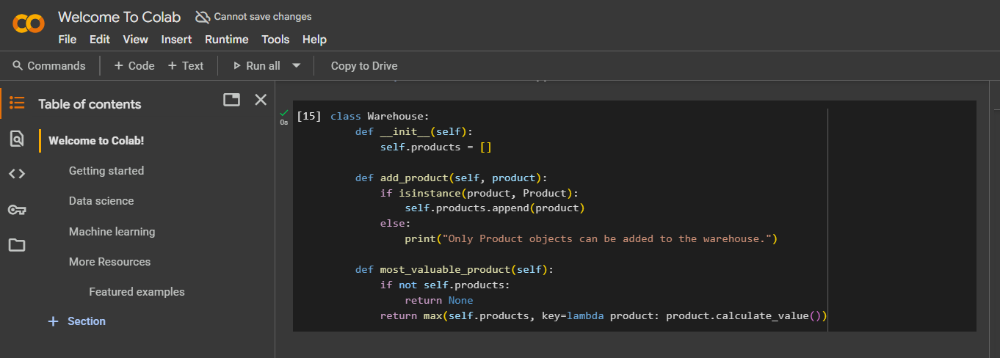 Welcome To Colab
Cannot save changes
File Edit View Insert Runtime Tools Help
Commands + Code + Text Run all Copy to Drive
Table of contents
Welcome to Colab!
Getting started
Data science
Machine learning
More Resources
Featured examples
+ Section
0s
[15] class Warehouse:
    def __init__(self):
        self.products = []

    def add_product(self, product):
        if isinstance(product, Product):
            self.products.append(product)
        else:
            print("Only Product objects can be added to the warehouse.")

    def most_valuable_product(self):
        if not self.products:
            return None
        return max(self.products, key=lambda product: product.calculate_value())